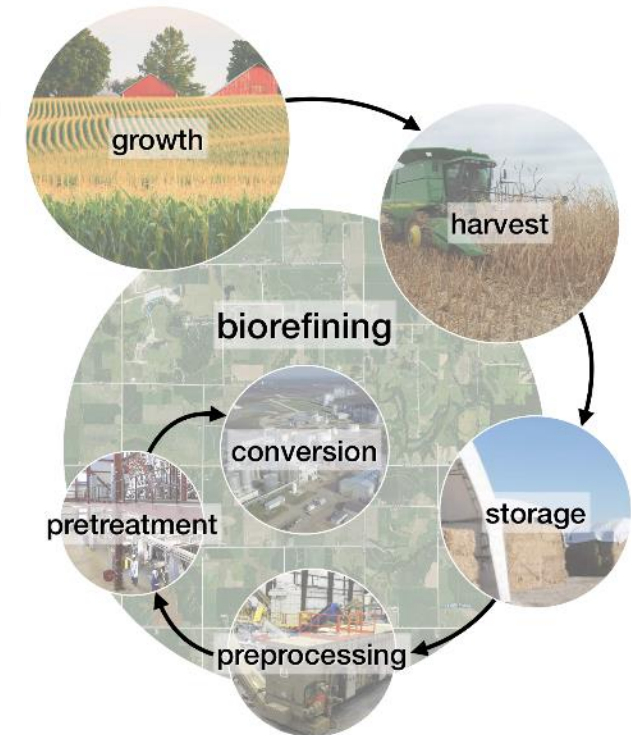 growth
harvest
biorefining
conversion
pretreatment
storage
preprocessing